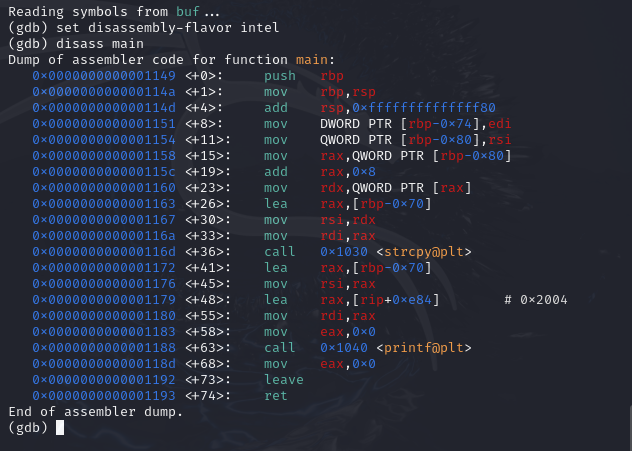 Reading symbols from buf...
(gdb) set disassembly-flavor intel
(gdb) disass main
Dump of assembler code for function main:
   0x0000000000001149 <+0>:     push   rbp
   0x000000000000114a <+1>:     mov    rbp,rsp
   0x000000000000114d <+4>:     add    rsp,0xffffffffffffff80
   0x0000000000001151 <+8>:     mov    DWORD PTR [rbp-0x74],edi
   0x0000000000001154 <+11>:    mov    QWORD PTR [rbp-0x80],rsi
   0x0000000000001158 <+15>:    mov    rax,QWORD PTR [rbp-0x80]
   0x000000000000115c <+19>:    add    rax,0x8
   0x0000000000001160 <+23>:    mov    rdx,QWORD PTR [rax]
   0x0000000000001163 <+26>:    lea    rax,[rbp-0x70]
   0x0000000000001167 <+30>:    mov    rsi,rdx
   0x000000000000116a <+33>:    mov    rdi,rax
   0x000000000000116d <+36>:    call   0x1030 <strcpy@plt>
   0x0000000000001172 <+41>:    lea    rax,[rbp-0x70]
   0x0000000000001176 <+45>:    mov    rsi,rax
   0x0000000000001179 <+48>:    lea    rax,[rip+0xe84]        # 0x2004
   0x0000000000001180 <+55>:    mov    rdi,rax
   0x0000000000001183 <+58>:    mov    eax,0x0
   0x0000000000001188 <+63>:    call   0x1040 <printf@plt>
   0x000000000000118d <+68>:    mov    eax,0x0
   0x0000000000001192 <+73>:    leave
   0x0000000000001193 <+74>:    ret
End of assembler dump.
(gdb)